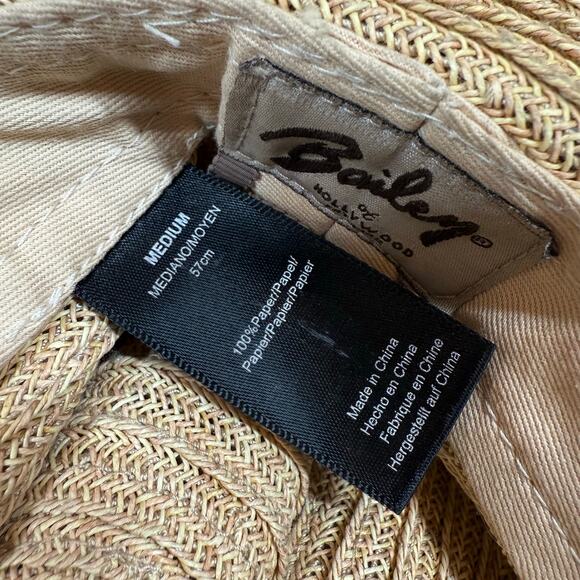 Bailey
OF
HOLLYWOOD
®
MEDIUM
MEDIANO/MOYEN
57cm
100%Paper/Papel/
Papier/Papier/Papier
Made in China
Hecho en China
Fabrique en Chine
Hergestellt auf China